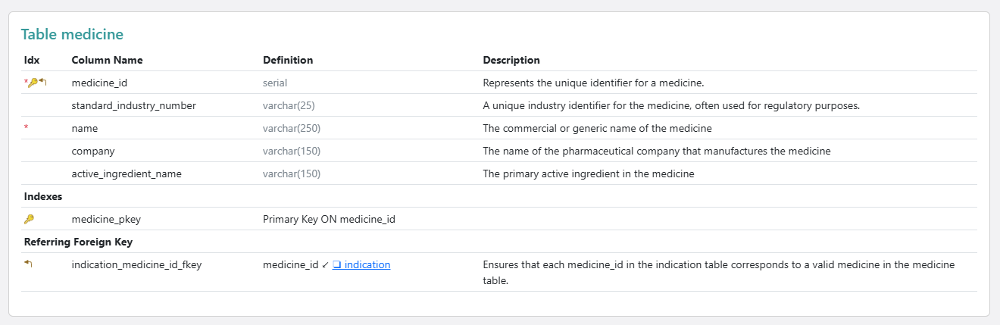 Table medicine
Idx Column Name Definition Description
* medicine_id serial Represents the unique identifier for a medicine.
standard_industry_number varchar(25) A unique industry identifier for the medicine, often used for regulatory purposes.
* name varchar(250) The commercial or generic name of the medicine
company varchar(150) The name of the pharmaceutical company that manufactures the medicine
active_ingredient_name varchar(150) The primary active ingredient in the medicine
Indexes
medicine_pkey Primary Key ON medicine_id
Referring Foreign Key
indication_medicine_id_fkey medicine_id ↙ ❏ indication Ensures that each medicine_id in the indication table corresponds to a valid medicine in the medicine
table.